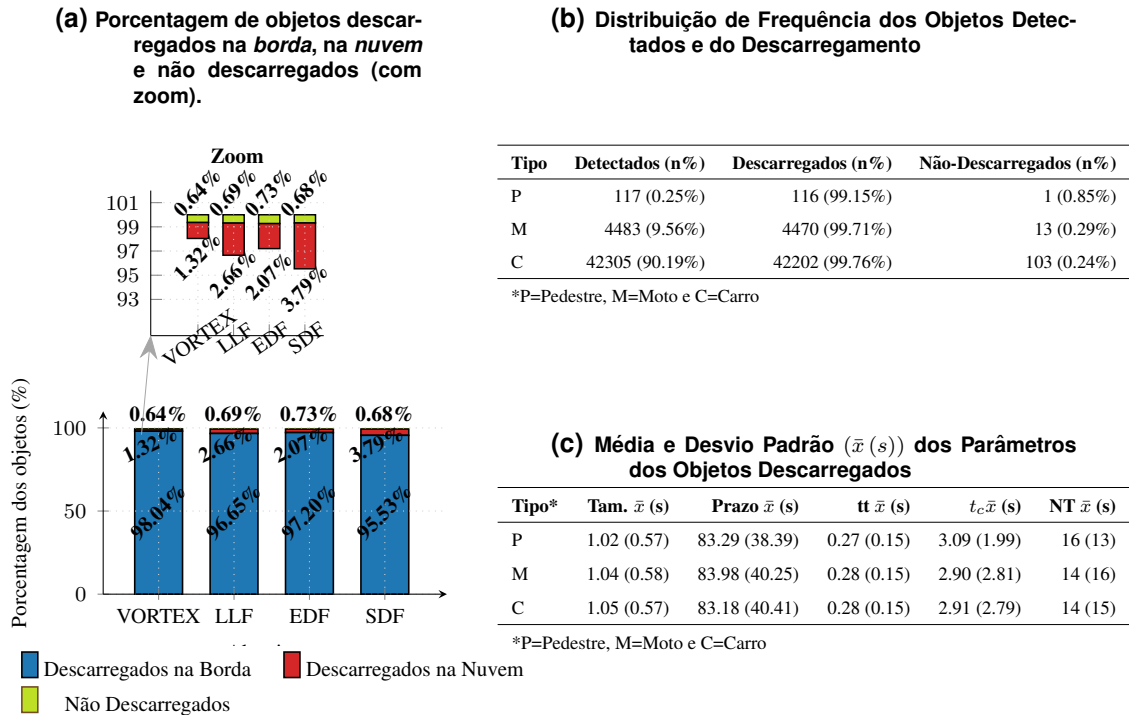 (a) Porcentagem de objetos descar-
regados na borda, na nuvem
e não descarregados (com
zoom).
Zoom
0.64% 0.69% 0.73% 0.68%
101
99
97
95
93
1.32% 2.66% 2.07% 3.79%
VORTEX LLF EDF SDF
Porcentagem dos objetos (%)
0.64% 0.69% 0.73% 0.68%
100
1.32% 2.66% 2.07% 3.79%
50
98.04% 96.65% 97.20% 95.53%
0
VORTEX LLF EDF SDF
Descarregados na Borda Descarregados na Nuvem
Não Descarregados
(b) Distribuição de Frequência dos Objetos Detec-
tados e do Descarregamento
Tipo Detectados (n%) Descarregados (n%) Não-Descarregados (n%)
P 117 (0.25%) 116 (99.15%) 1 (0.85%)
M 4483 (9.56%) 4470 (99.71%) 13 (0.29%)
C 42305 (90.19%) 42202 (99.76%) 103 (0.24%)
*P=Pedestre, M=Moto e C=Carro
(c) Média e Desvio Padrão (x̄ (s)) dos Parâmetros
dos Objetos Descarregados
Tipo* Tam. x̄ (s) Prazo x̄ (s) tt x̄ (s) t_c x̄ (s) NT x̄ (s)
P 1.02 (0.57) 83.29 (38.39) 0.27 (0.15) 3.09 (1.99) 16 (13)
M 1.04 (0.58) 83.98 (40.25) 0.28 (0.15) 2.90 (2.81) 14 (16)
C 1.05 (0.57) 83.18 (40.41) 0.28 (0.15) 2.91 (2.79) 14 (15)
*P=Pedestre, M=Moto e C=Carro